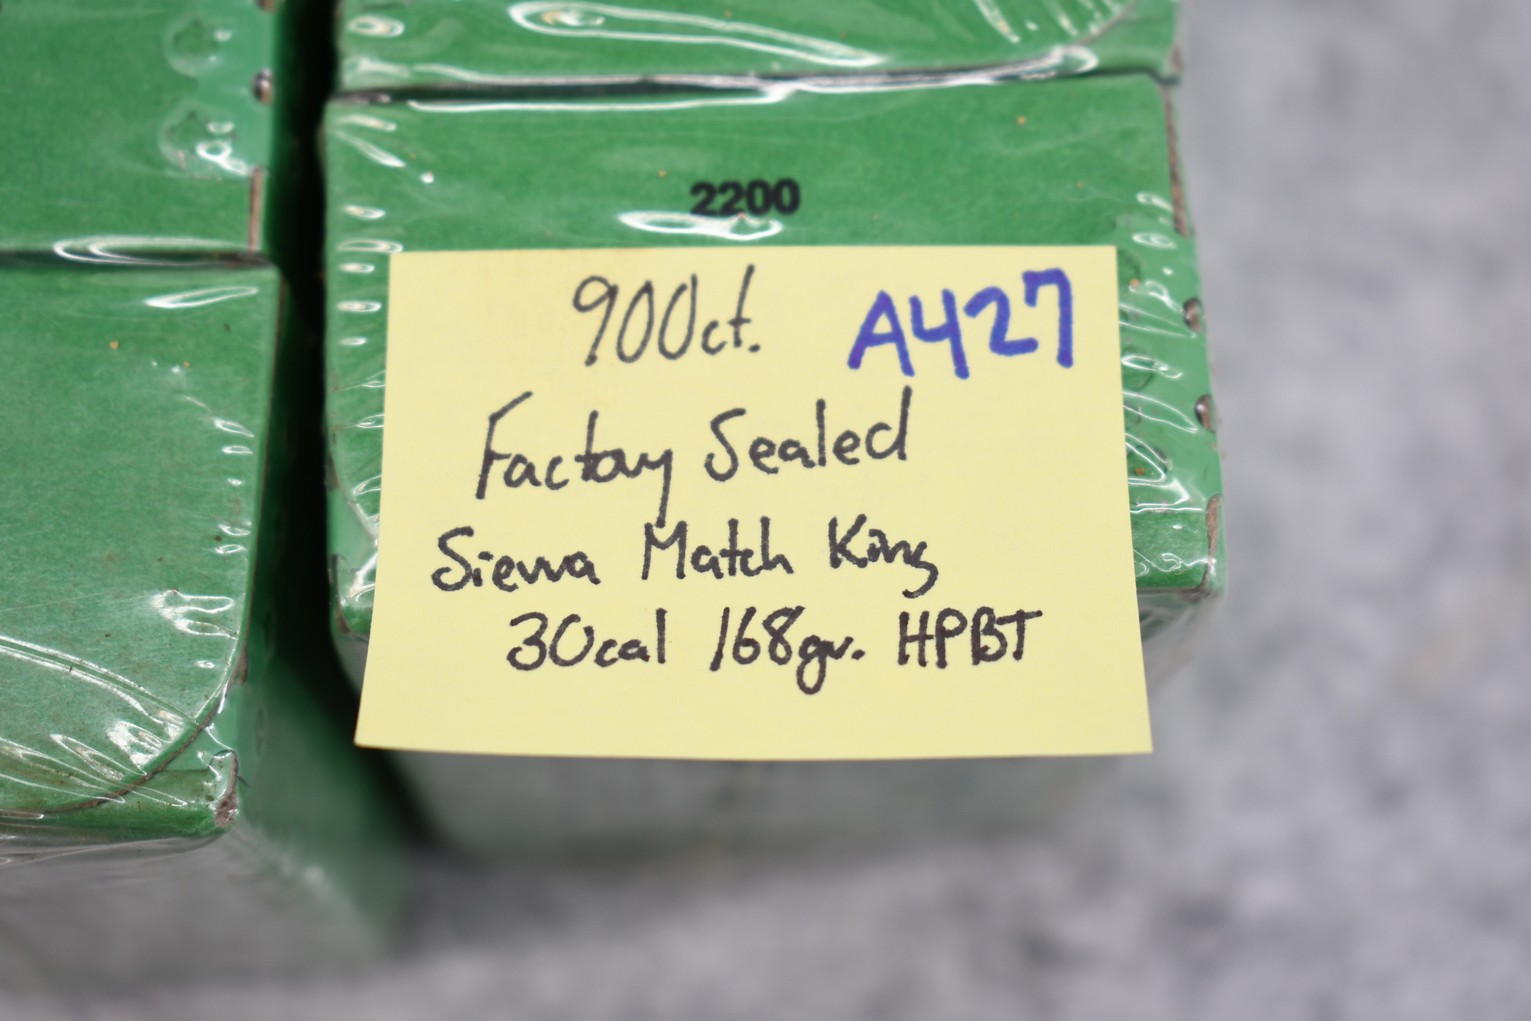 2200
900ct. A427
Factory Sealed
Sierra Match King
30cal 168gr. HPBT